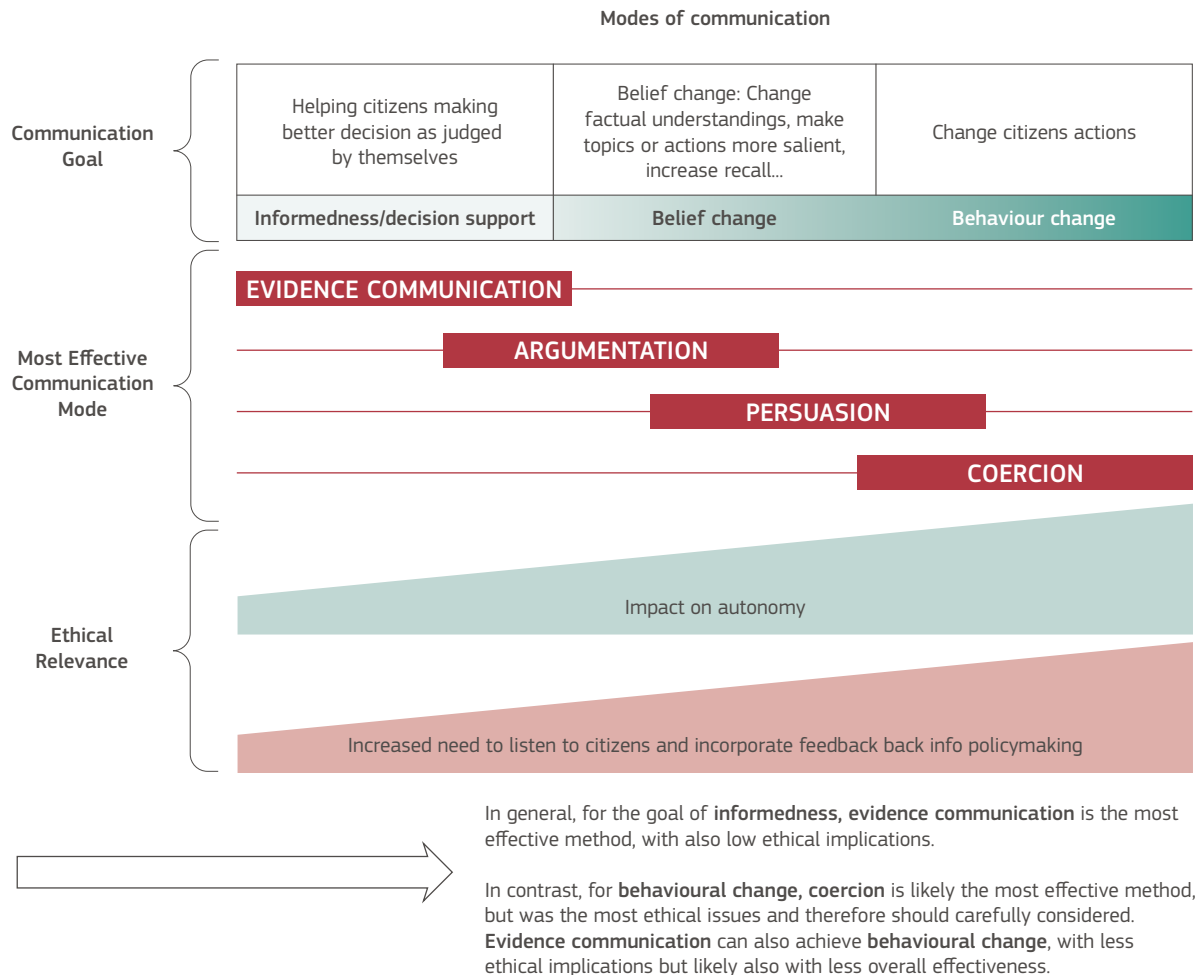 Modes of communication
Communication
Goal
Helping citizens making
better decision as judged
by themselves
Belief change: Change
factual understandings, make
topics or actions more salient,
increase recall...
Change citizens actions
Informedness/decision support
Belief change
Behaviour change
Most Effective
Communication
Mode
EVIDENCE COMMUNICATION
ARGUMENTATION
PERSUASION
COERCION
Ethical
Relevance
Impact on autonomy
Increased need to listen to citizens and incorporate feedback back info policymaking
In general, for the goal of informedness, evidence communication is the most
effective method, with also low ethical implications.
In contrast, for behavioural change, coercion is likely the most effective method,
but was the most ethical issues and therefore should carefully considered.
Evidence communication can also achieve behavioural change, with less
ethical implications but likely also with less overall effectiveness.